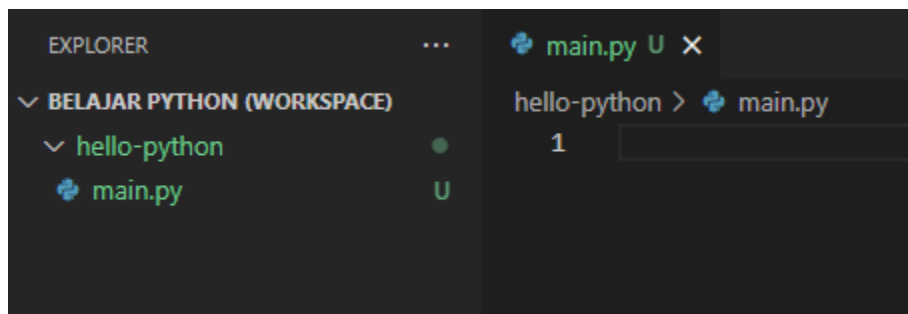 EXPLORER ...
BELAJAR PYTHON (WORKSPACE)
hello-python
main.py U
main.py U
hello-python > main.py
1